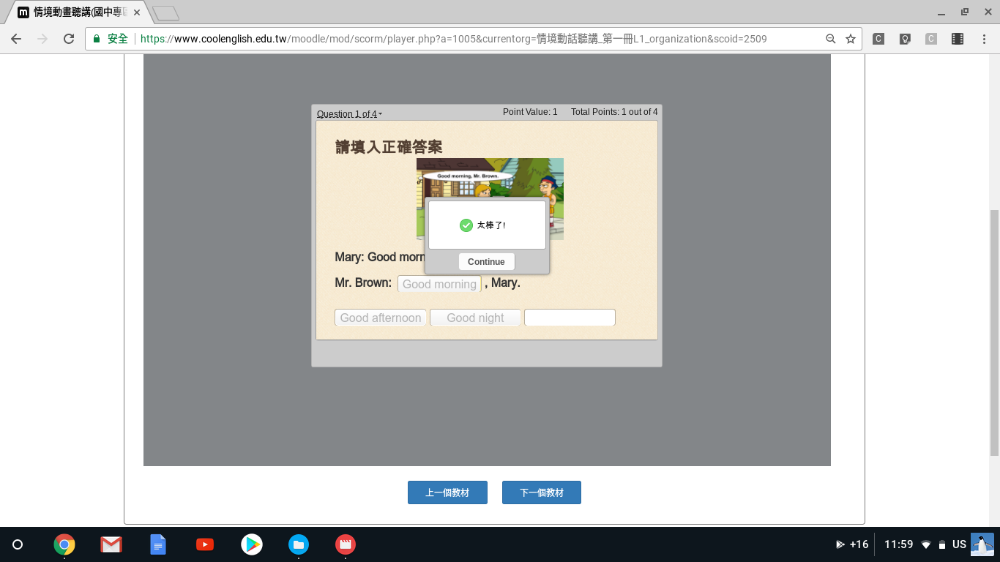 情境動畫聽講(國中專區
安全
https://www.coolenglish.edu.tw/moodle/mod/scorm/player.php?a=1005&currentorg=情境動話聽講_第一冊L1_organization&scoid=2509
Question 1 of 4
Point Value: 1
Total Points: 1 out of 4
請填入正確答案
Good morning, Mr. Brown.
太棒了!
Continue
Mary: Good morn
Mr. Brown: Good morning , Mary.
Good afternoon
Good night
上一個教材
下一個教材
+16
11:59
US